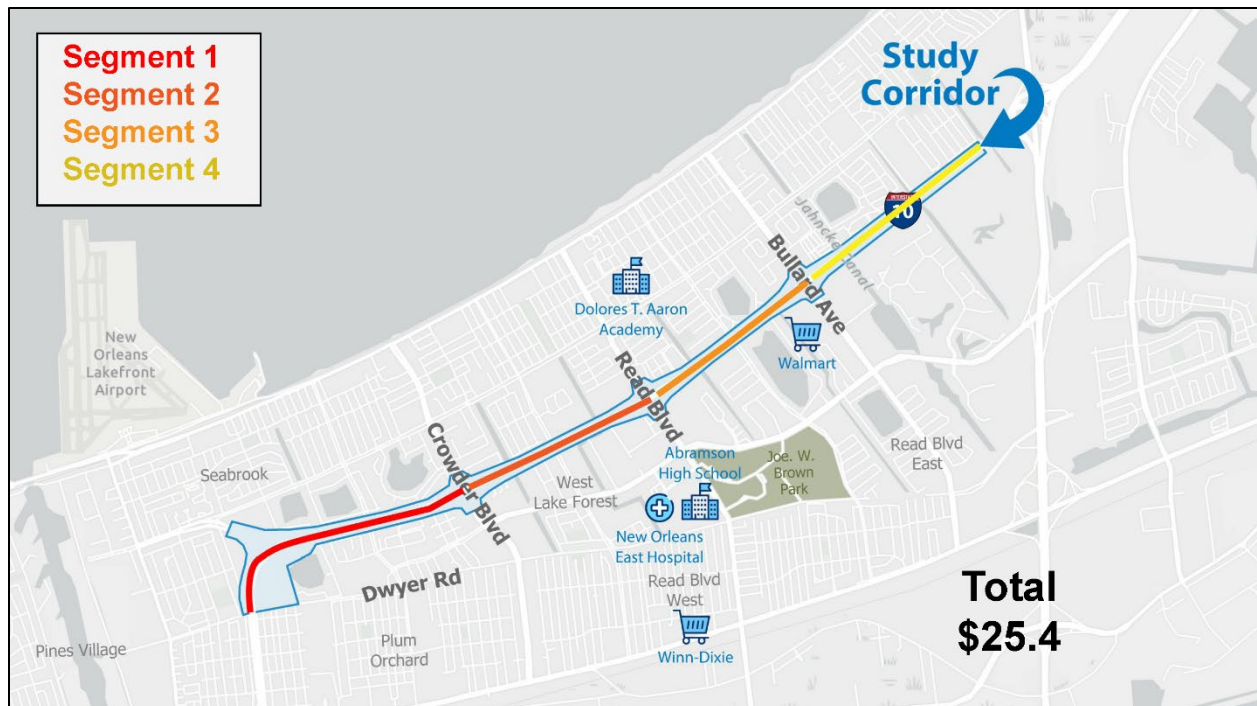 Segment 1
Segment 2
Segment 3
Segment 4
Study
Corridor
INTERSTATE
10
Jahncke Canal
Bullard Ave
Dolores T. Aaron
Academy
Walmart
New
Orleans
Lakefront
Airport
Read Blvd
Crowder Blvd
Seabrook
Abramson
High School
Joe. W.
Brown
Park
Read Blvd
East
West
Lake Forest
New Orleans
East Hospital
Dwyer Rd
Read Blvd
West
Total
$25.4
Plum
Orchard
Pines Village
Winn-Dixie